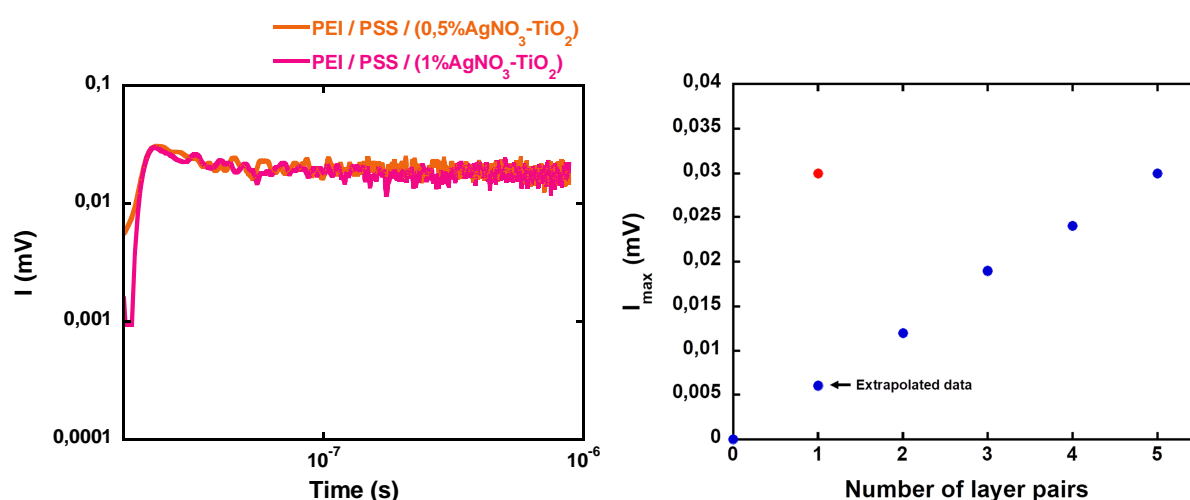 PEI / PSS / (0,5%AgNO₃-TiO₂)
PEI / PSS / (1%AgNO₃-TiO₂)
0,1
0,01
0,001
0,0001
I (mV)
10⁻⁷
10⁻⁶
Time (s)
0,04
0,035
0,03
0,025
0,02
0,015
0,01
0,005
0
I_max (mV)
Extrapolated data
0 1 2 3 4 5
Number of layer pairs